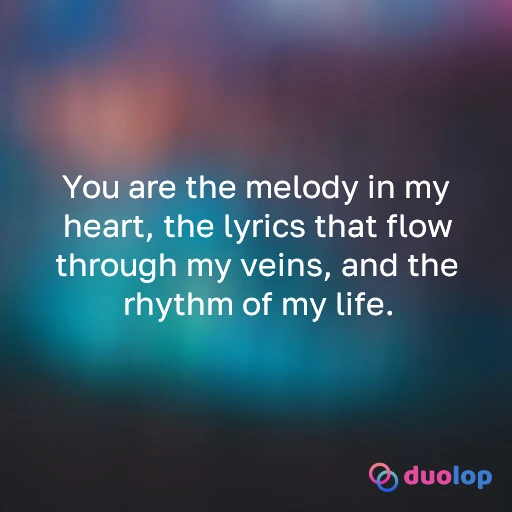 You are the melody in my
heart, the lyrics that flow
through my veins, and the
rhythm of my life.
duolop